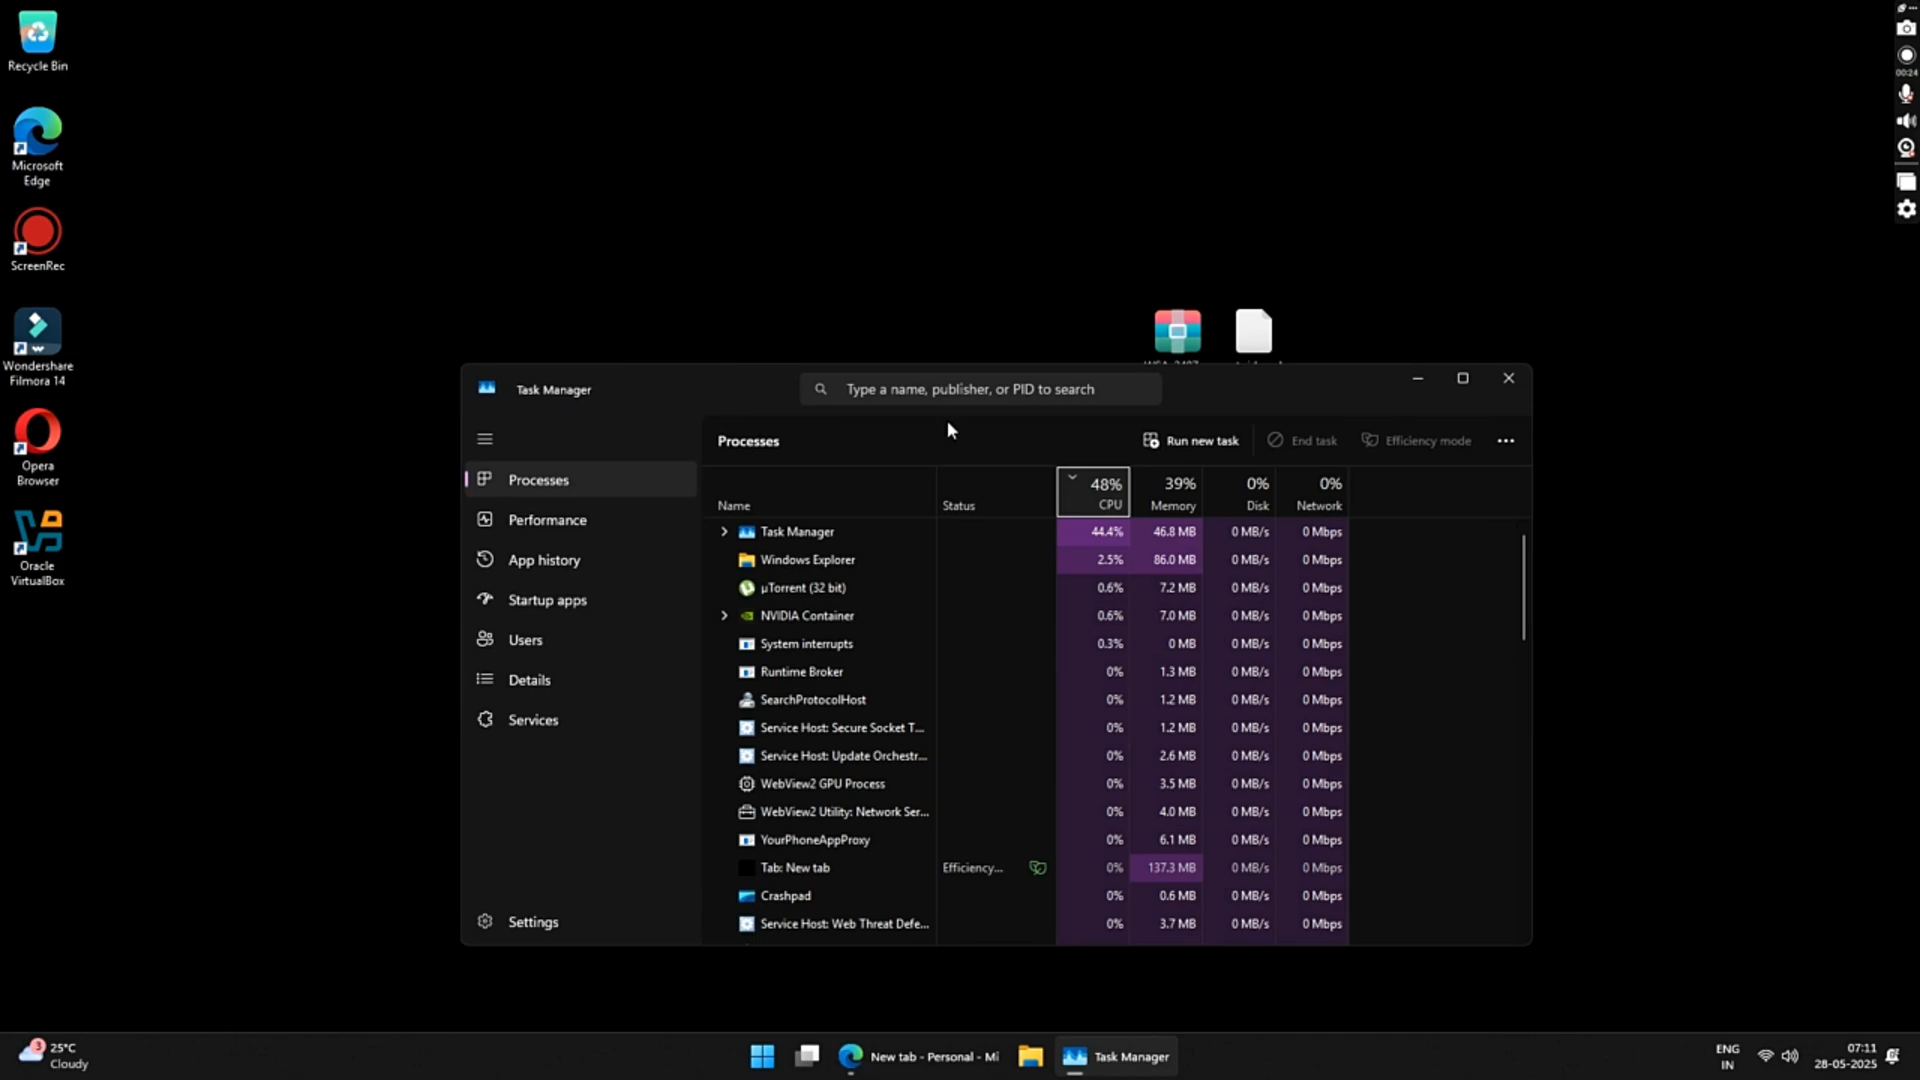 Recycle Bin
Microsoft
Edge
ScreenRec
Wondershare
Filmora 14
Opera
Browser
Oracle
VirtualBox
00:24
Task Manager
Type a name, publisher, or PID to search
Processes
Run new task
End task
Efficiency mode
Processes
Performance
App history
Startup apps
Users
Details
Services
Settings
48% 39% 0% 0%
Name Status CPU Memory Disk Network
Task Manager 44.4% 46.8 MB 0 MB/s 0 Mbps
Windows Explorer 2.5% 86.0 MB 0 MB/s 0 Mbps
µTorrent (32 bit) 0.6% 7.2 MB 0 MB/s 0 Mbps
NVIDIA Container 0.6% 7.0 MB 0 MB/s 0 Mbps
System interrupts 0.3% 0 MB 0 MB/s 0 Mbps
Runtime Broker 0% 1.3 MB 0 MB/s 0 Mbps
SearchProtocolHost 0% 1.2 MB 0 MB/s 0 Mbps
Service Host: Secure Socket T... 0% 1.2 MB 0 MB/s 0 Mbps
Service Host: Update Orchestr... 0% 2.6 MB 0 MB/s 0 Mbps
WebView2 GPU Process 0% 3.5 MB 0 MB/s 0 Mbps
WebView2 Utility: Network Ser... 0% 4.0 MB 0 MB/s 0 Mbps
YourPhoneAppProxy 0% 6.1 MB 0 MB/s 0 Mbps
Tab: New tab Efficiency... 0% 137.3 MB 0 MB/s 0 Mbps
Crashpad 0% 0.6 MB 0 MB/s 0 Mbps
Service Host: Web Threat Defe... 0% 3.7 MB 0 MB/s 0 Mbps
3
25°C
Cloudy
New tab - Personal - Mi
Task Manager
ENG
IN
07:11
28-05-2025